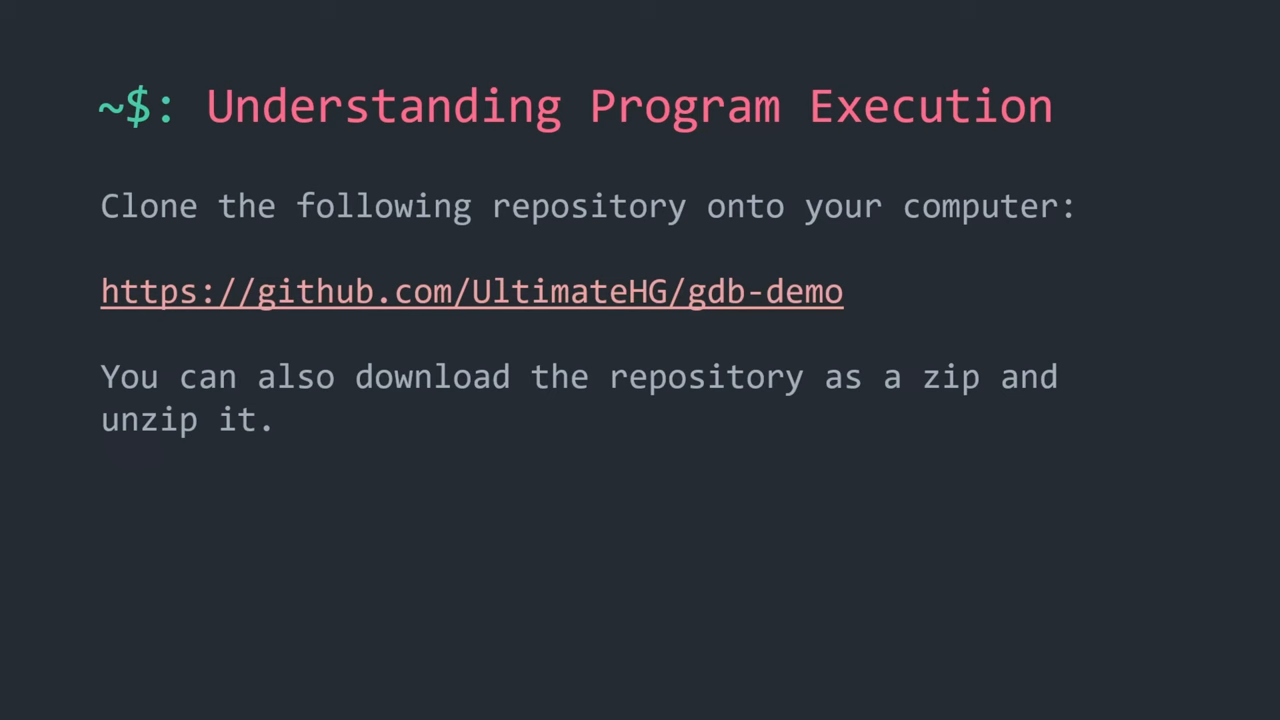 ~$: Understanding Program Execution
Clone the following repository onto your computer:
https://github.com/UltimateHG/gdb-demo
You can also download the repository as a zip and
unzip it.